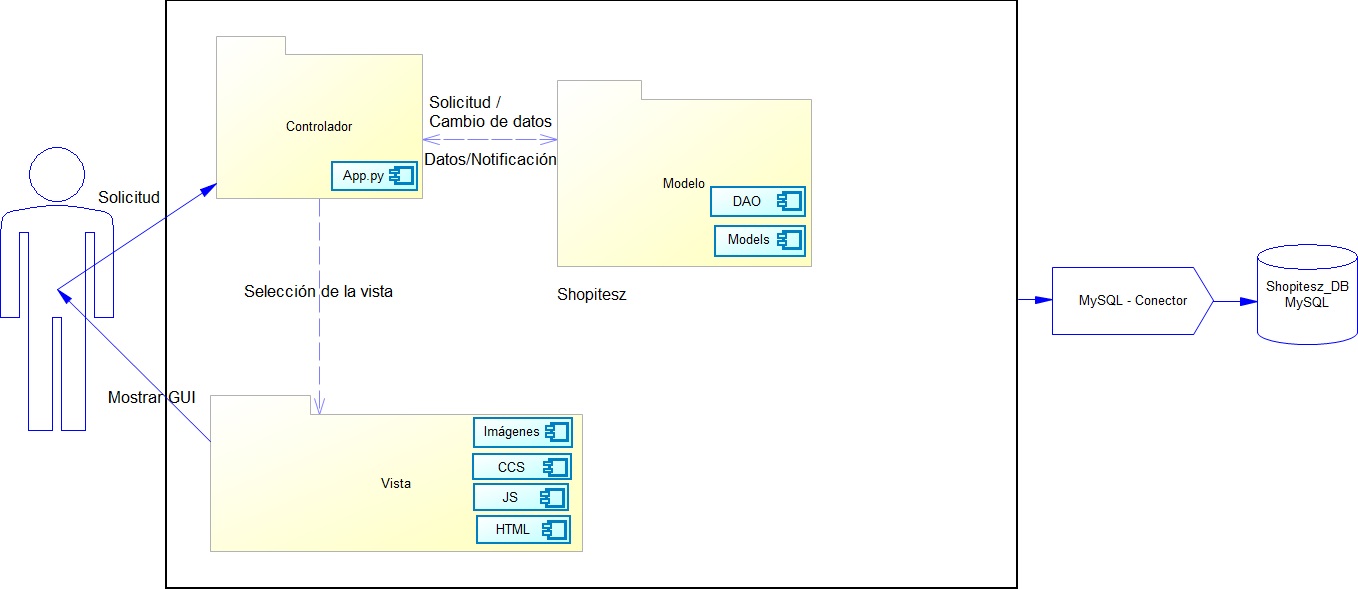 Solicitud /
Cambio de datos
Controlador
Datos/Notificación
App.py
Modelo
Solicitud
DAO
Models
Selección de la vista
Shopitesz
MySQL - Conector
Shopitesz_DB
MySQL
Mostrar GUI
Imágenes
CCS
Vista
JS
HTML